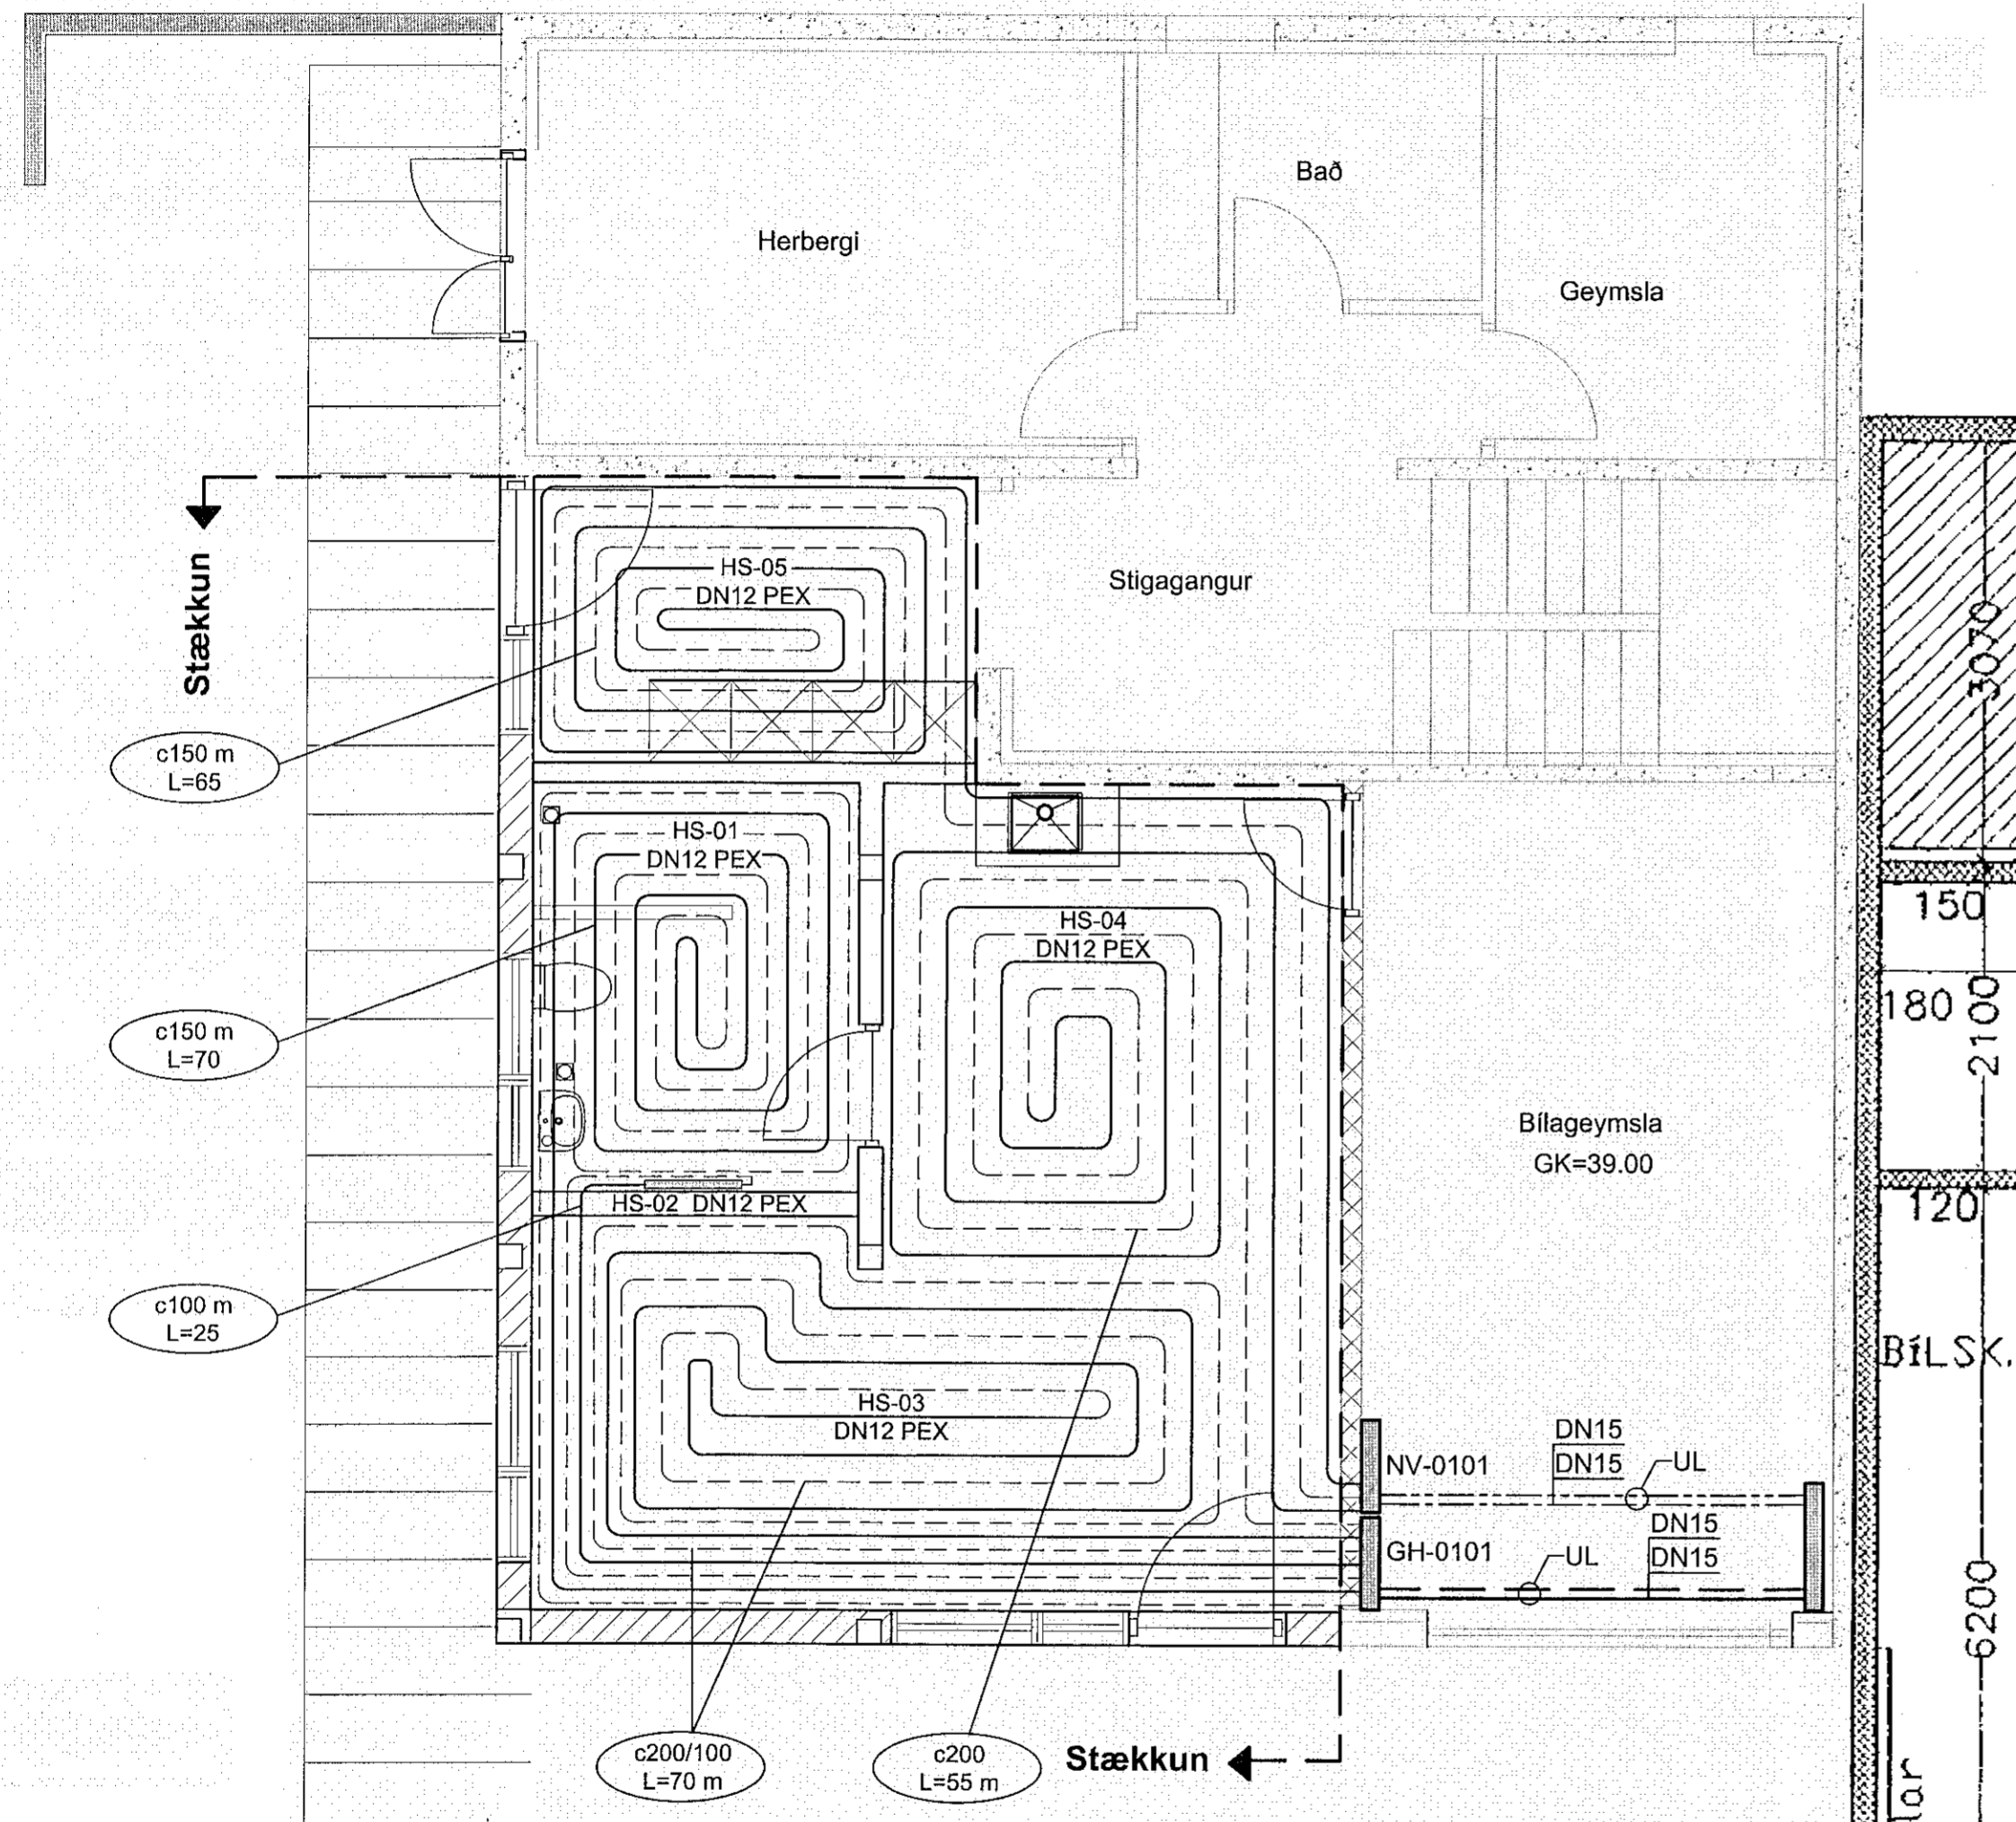 Bað
Herbergi
Geymsla
Stigagangur
Stækkun
HS-05
DN12 PEX
c150 m
L=65
HS-01
DN12 PEX
HS-04
DN12 PEX
c150 m
L=70
HS-02 DN12 PEX
c100 m
L=25
HS-03
DN12 PEX
Bílageymsla
GK=39.00
NV-0101
DN15
DN15
UL
GH-0101
UL
DN15
DN15
c200/100
L=70 m
c200
L=55 m
Stækkun
3070
150
180
2100
120
BÍLSK.
6200
lar